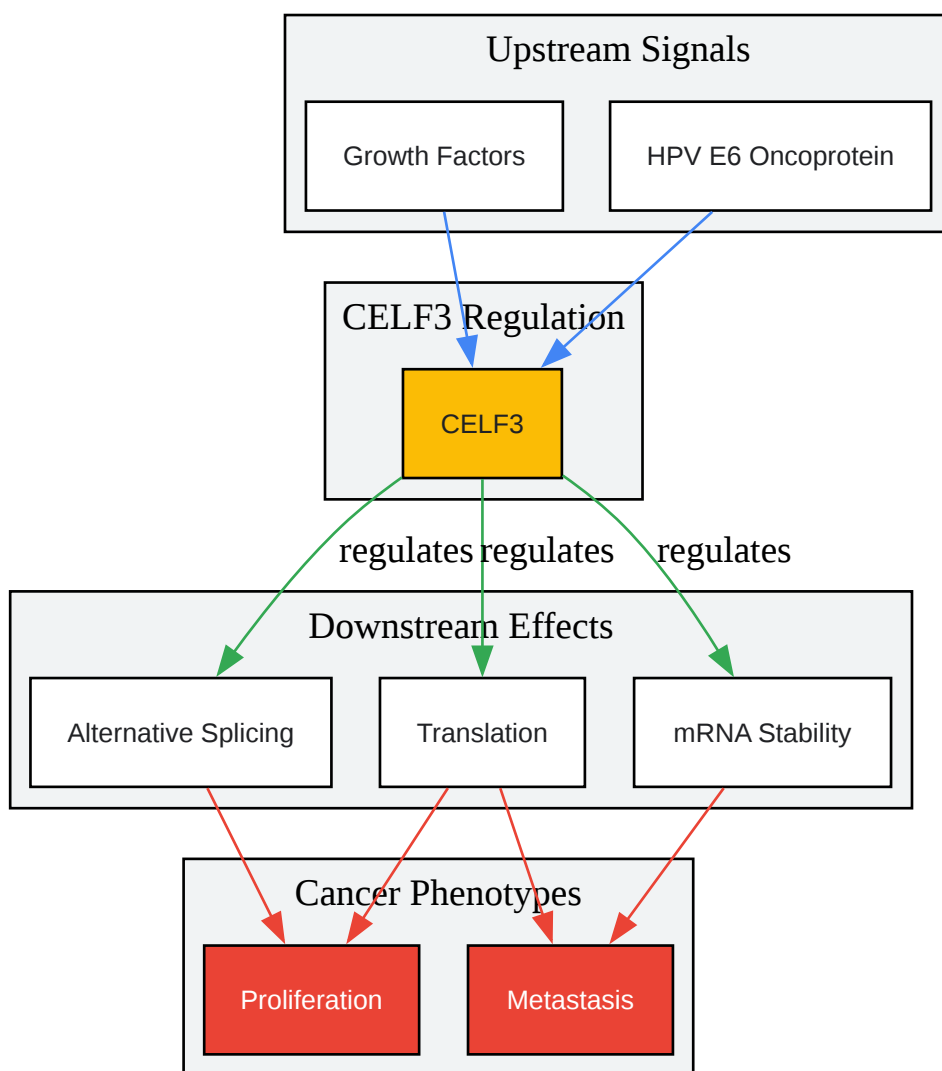 Upstream Signals
Growth Factors
HPV E6 Oncoprotein
CELF3 Regulation
CELF3
regulates
regulates
regulates
Downstream Effects
Alternative Splicing
Translation
mRNA Stability
Cancer Phenotypes
Proliferation
Metastasis